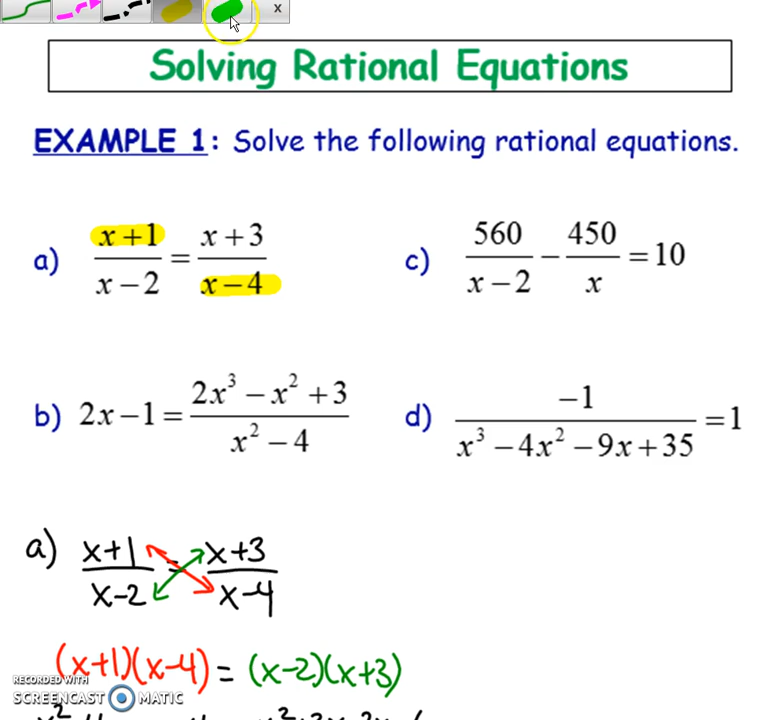 x
Solving Rational Equations
EXAMPLE 1: Solve the following rational equations.
a) (x + 1)/(x − 2) = (x + 3)/(x − 4)
c) 560/(x − 2) − 450/x = 10
b) 2x − 1 = (2x³ − x² + 3)/(x² − 4)
d) −1/(x³ − 4x² − 9x + 35) = 1
a) (x+1)/(x-2) = (x+3)/(x-4)
(x+1)(x-4) = (x-2)(x+3)
RECORDED WITH
SCREENCAST MATIC